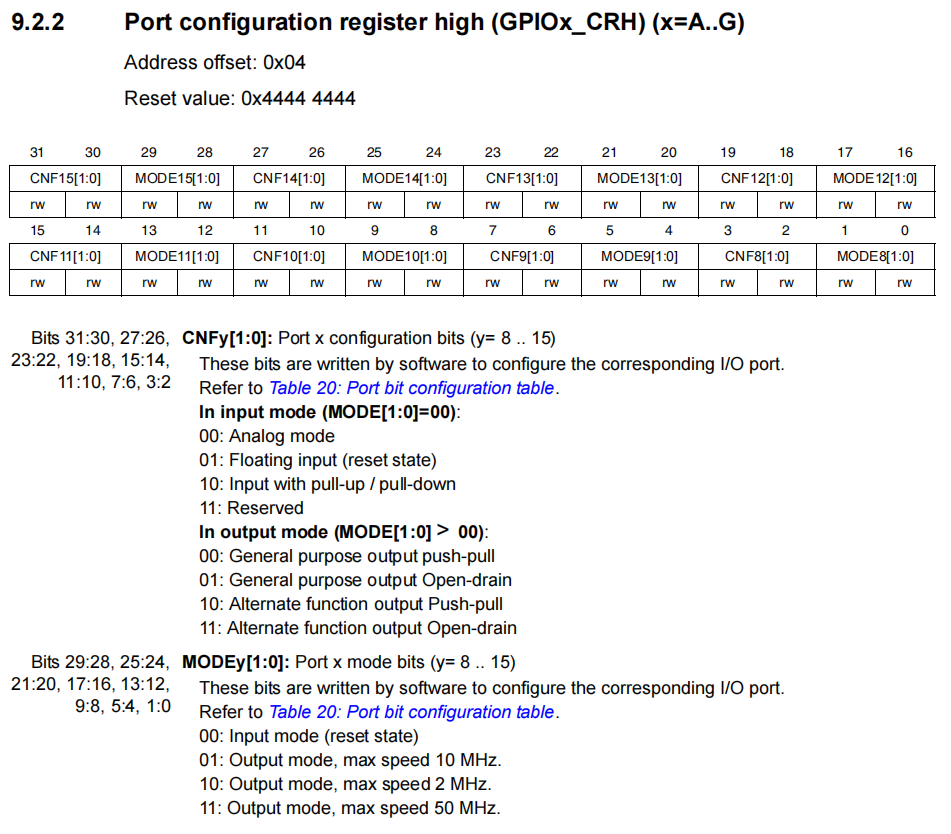 9.2.2 Port configuration register high (GPIOx_CRH) (x=A..G)
Address offset: 0x04
Reset value: 0x4444 4444
31 30 29 28 27 26 25 24 23 22 21 20 19 18 17 16
CNF15[1:0] MODE15[1:0] CNF14[1:0] MODE14[1:0] CNF13[1:0] MODE13[1:0] CNF12[1:0] MODE12[1:0]
rw rw rw rw rw rw rw rw rw rw rw rw rw rw rw rw
15 14 13 12 11 10 9 8 7 6 5 4 3 2 1 0
CNF11[1:0] MODE11[1:0] CNF10[1:0] MODE10[1:0] CNF9[1:0] MODE9[1:0] CNF8[1:0] MODE8[1:0]
rw rw rw rw rw rw rw rw rw rw rw rw rw rw rw rw
Bits 31:30, 27:26, CNFy[1:0]: Port x configuration bits (y= 8 .. 15)
23:22, 19:18, 15:14, These bits are written by software to configure the corresponding I/O port.
11:10, 7:6, 3:2 Refer to Table 20: Port bit configuration table.
In input mode (MODE[1:0]=00):
00: Analog mode
01: Floating input (reset state)
10: Input with pull-up / pull-down
11: Reserved
In output mode (MODE[1:0] > 00):
00: General purpose output push-pull
01: General purpose output Open-drain
10: Alternate function output Push-pull
11: Alternate function output Open-drain
Bits 29:28, 25:24, MODEy[1:0]: Port x mode bits (y= 8 .. 15)
21:20, 17:16, 13:12, These bits are written by software to configure the corresponding I/O port.
9:8, 5:4, 1:0 Refer to Table 20: Port bit configuration table.
00: Input mode (reset state)
01: Output mode, max speed 10 MHz.
10: Output mode, max speed 2 MHz.
11: Output mode, max speed 50 MHz.